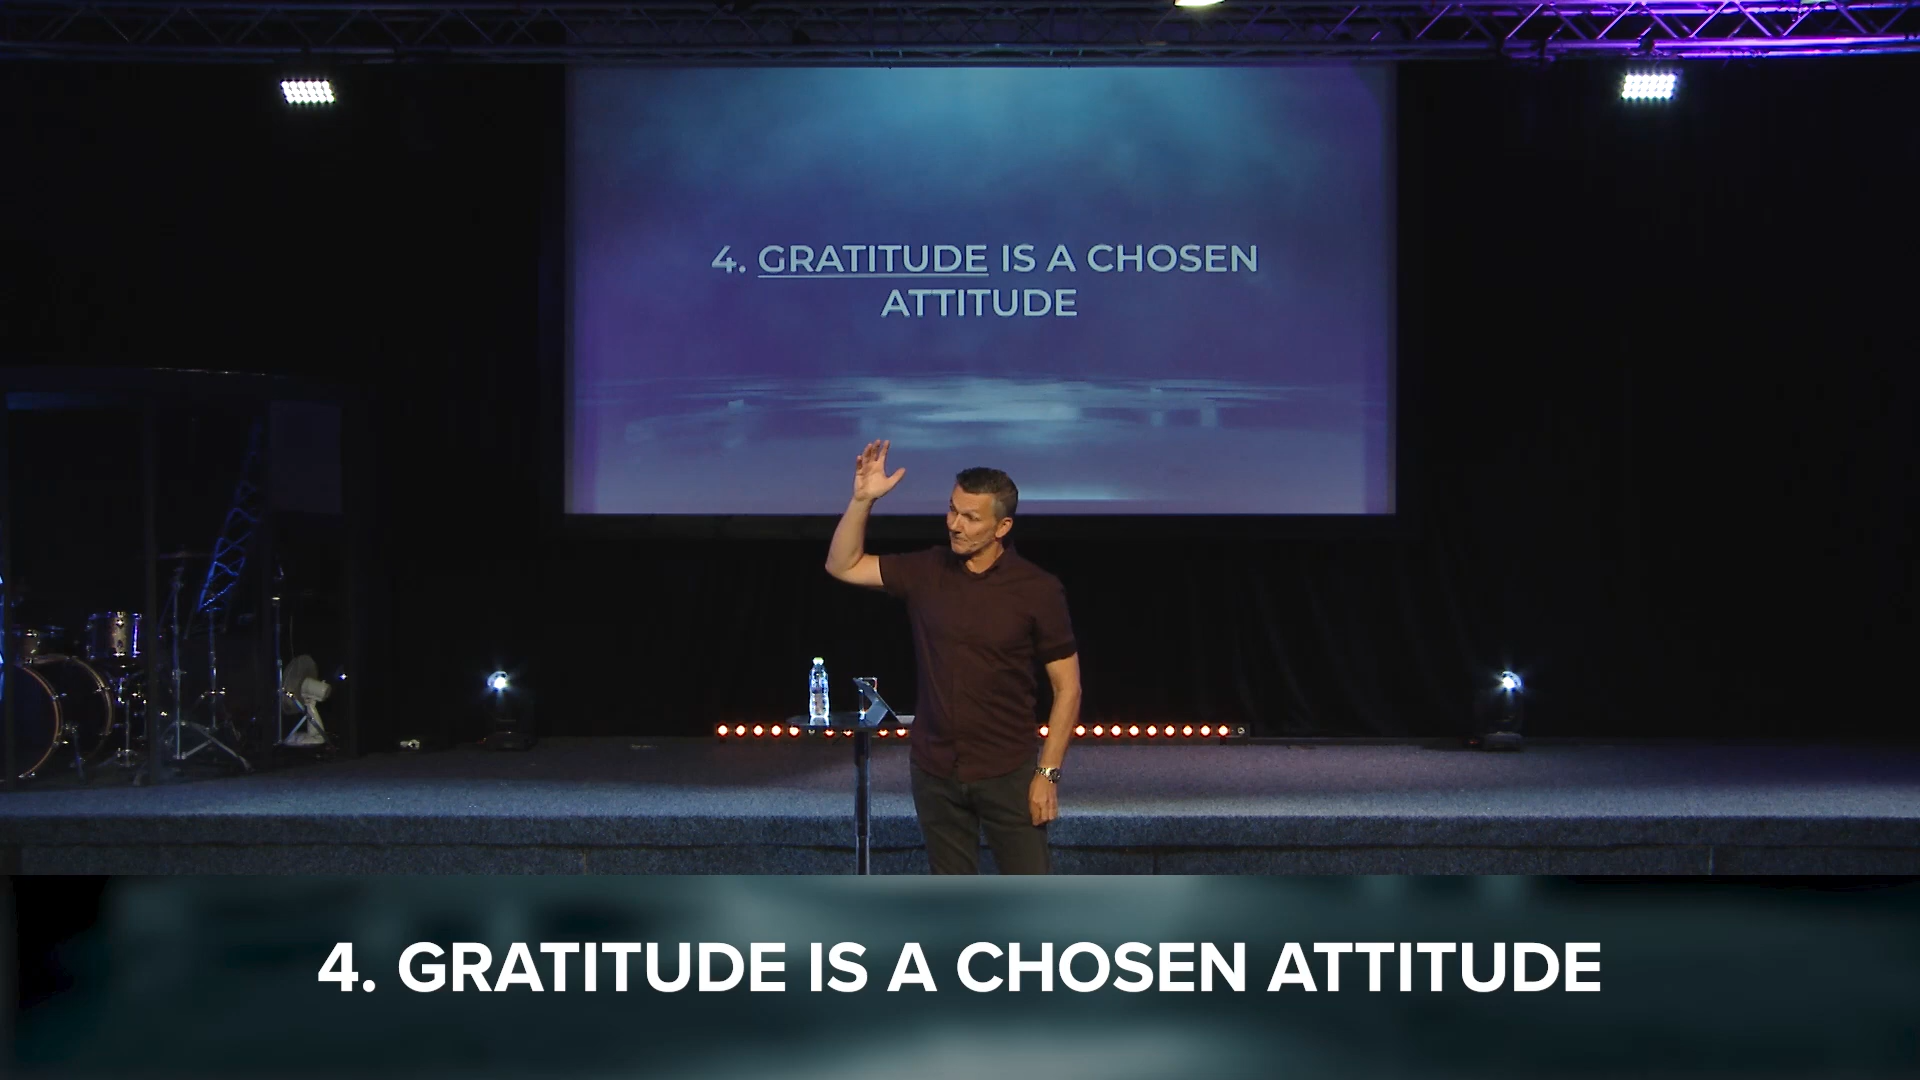 4. GRATITUDE IS A CHOSEN
ATTITUDE
4. GRATITUDE IS A CHOSEN ATTITUDE